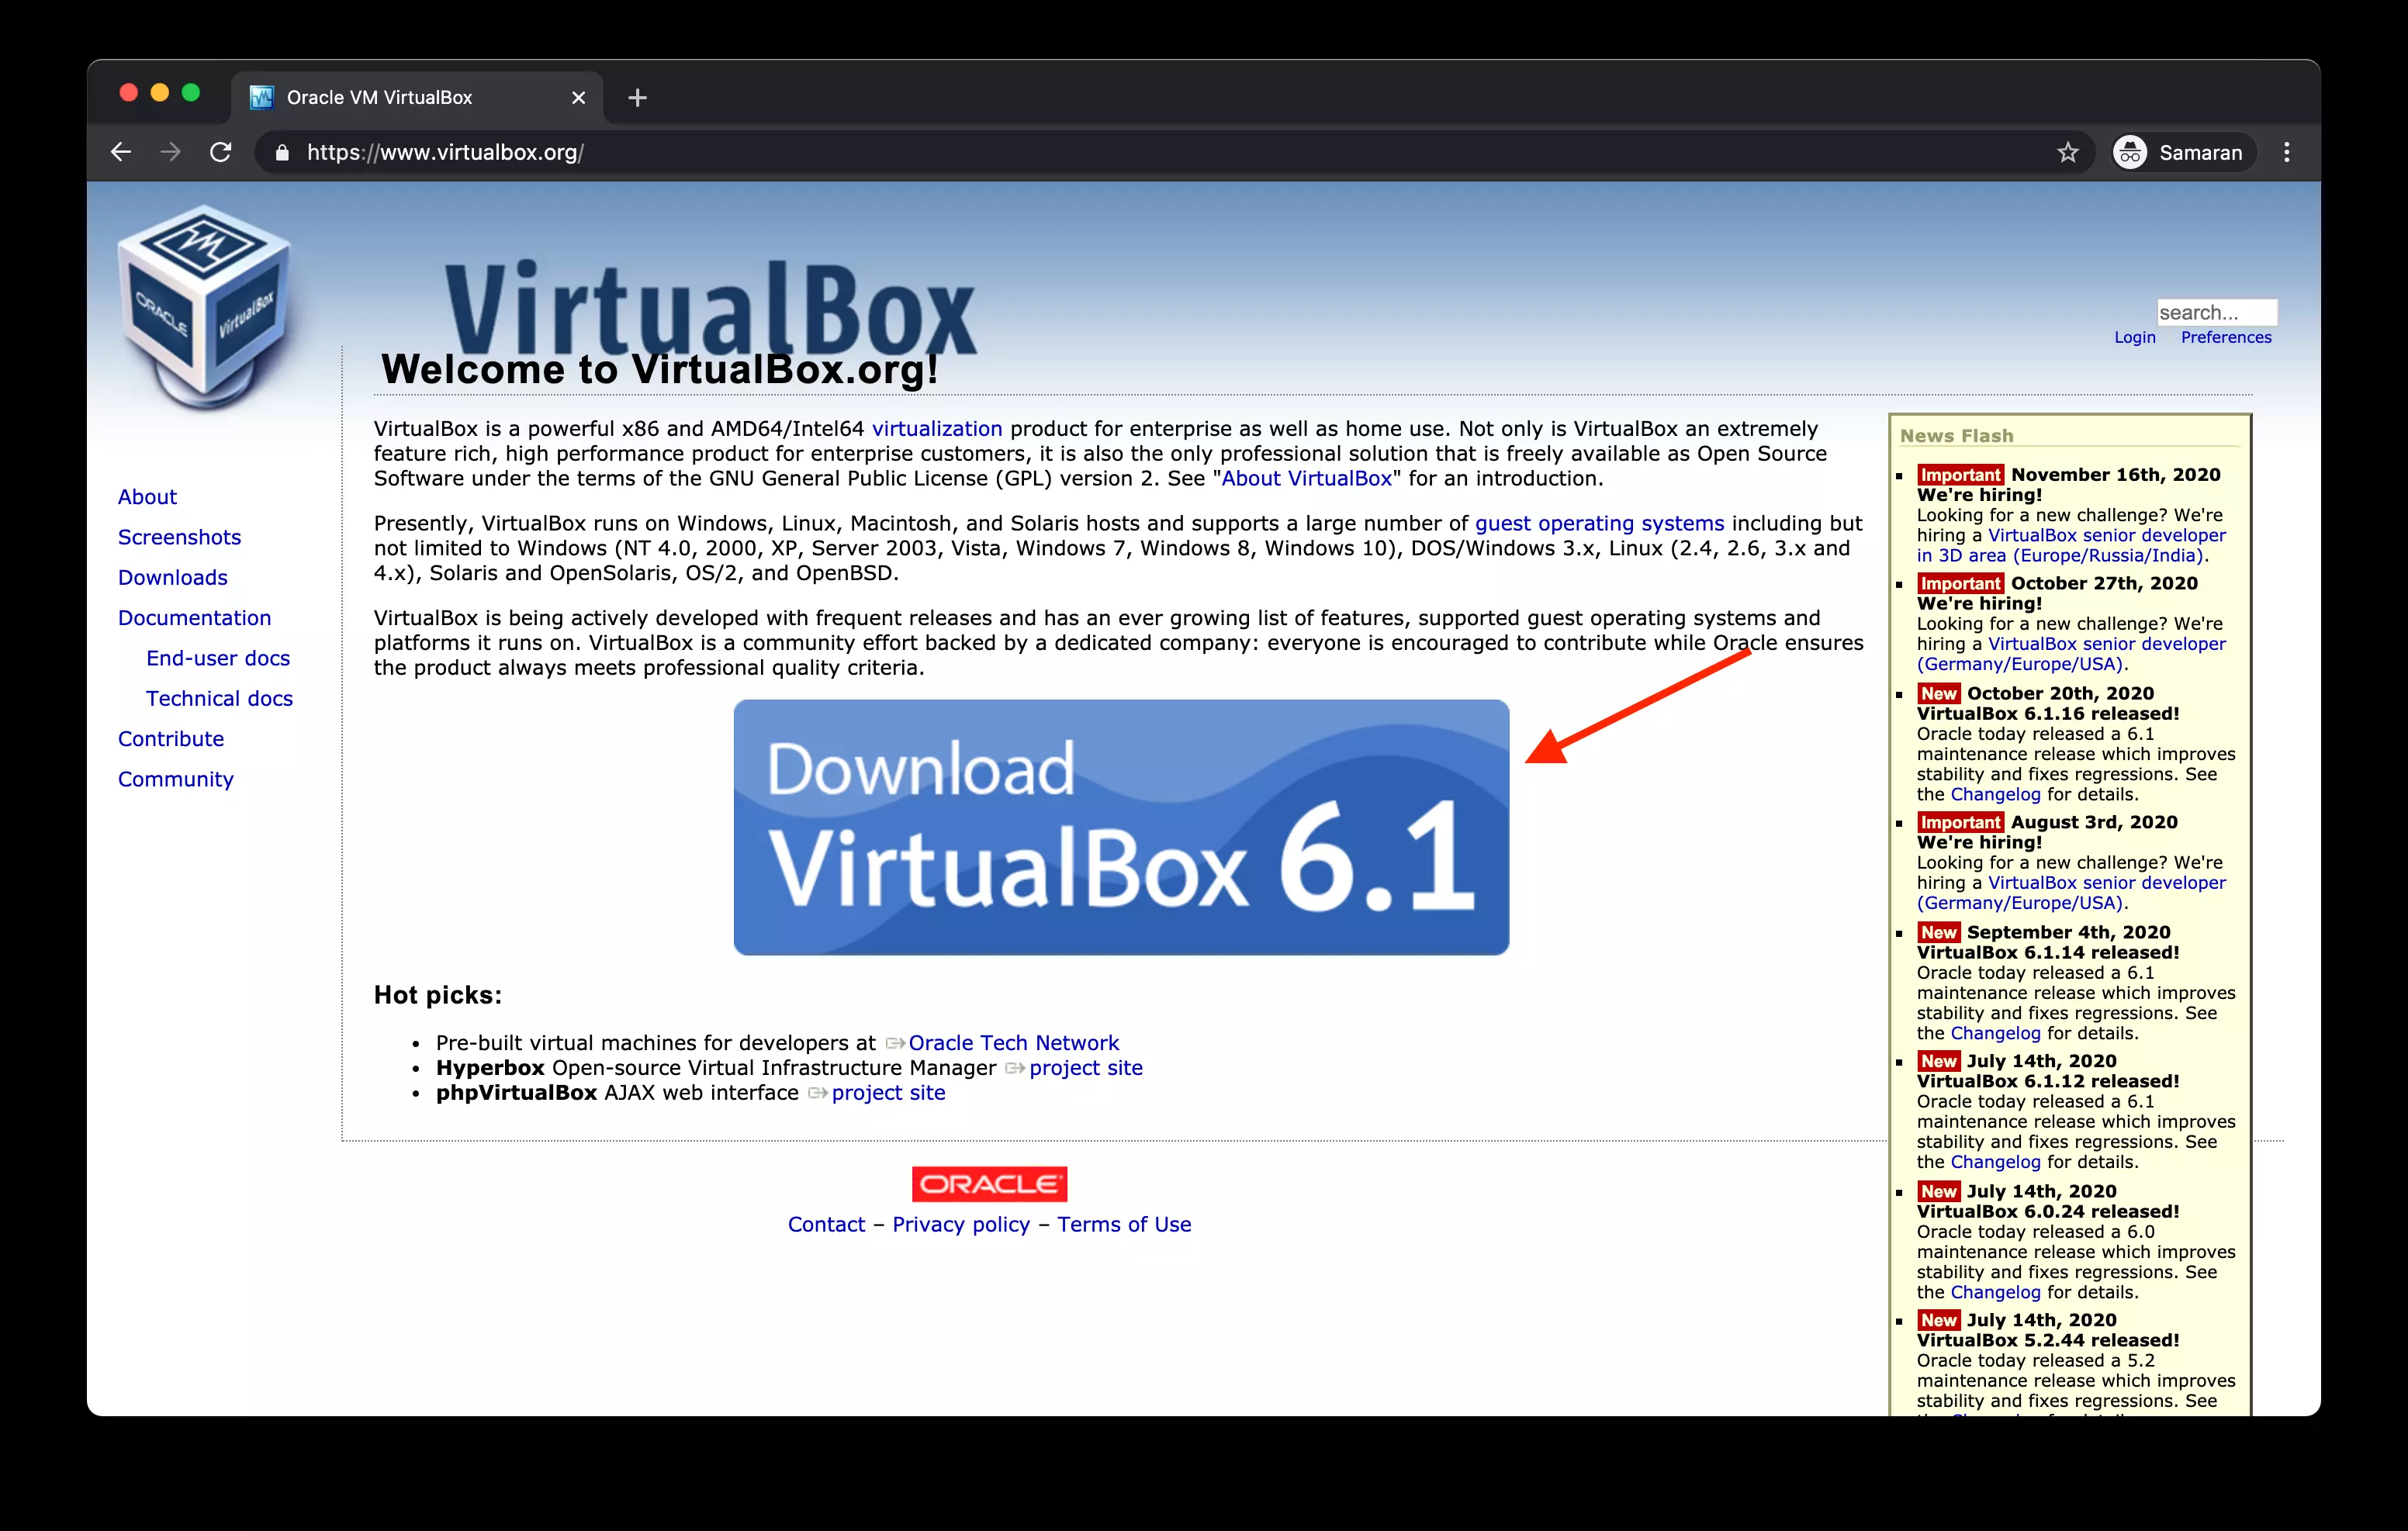 Oracle VM VirtualBox
https://www.virtualbox.org/
Samaran
ORACLE
VirtualBox
VirtualBox
search...
Login Preferences
Welcome to VirtualBox.org!
About
Screenshots
Downloads
Documentation
End-user docs
Technical docs
Contribute
Community
VirtualBox is a powerful x86 and AMD64/Intel64 virtualization product for enterprise as well as home use. Not only is VirtualBox an extremely
feature rich, high performance product for enterprise customers, it is also the only professional solution that is freely available as Open Source
Software under the terms of the GNU General Public License (GPL) version 2. See "About VirtualBox" for an introduction.
Presently, VirtualBox runs on Windows, Linux, Macintosh, and Solaris hosts and supports a large number of guest operating systems including but
not limited to Windows (NT 4.0, 2000, XP, Server 2003, Vista, Windows 7, Windows 8, Windows 10), DOS/Windows 3.x, Linux (2.4, 2.6, 3.x and
4.x), Solaris and OpenSolaris, OS/2, and OpenBSD.
VirtualBox is being actively developed with frequent releases and has an ever growing list of features, supported guest operating systems and
platforms it runs on. VirtualBox is a community effort backed by a dedicated company: everyone is encouraged to contribute while Oracle ensures
the product always meets professional quality criteria.
Download
VirtualBox 6.1
Hot picks:
• Pre-built virtual machines for developers at Oracle Tech Network
• Hyperbox Open-source Virtual Infrastructure Manager project site
• phpVirtualBox AJAX web interface project site
ORACLE
Contact – Privacy policy – Terms of Use
News Flash
Important November 16th, 2020
We're hiring!
Looking for a new challenge? We're
hiring a VirtualBox senior developer
in 3D area (Europe/Russia/India).
Important October 27th, 2020
We're hiring!
Looking for a new challenge? We're
hiring a VirtualBox senior developer
(Germany/Europe/USA).
New October 20th, 2020
VirtualBox 6.1.16 released!
Oracle today released a 6.1
maintenance release which improves
stability and fixes regressions. See
the Changelog for details.
Important August 3rd, 2020
We're hiring!
Looking for a new challenge? We're
hiring a VirtualBox senior developer
(Germany/Europe/USA).
New September 4th, 2020
VirtualBox 6.1.14 released!
Oracle today released a 6.1
maintenance release which improves
stability and fixes regressions. See
the Changelog for details.
New July 14th, 2020
VirtualBox 6.1.12 released!
Oracle today released a 6.1
maintenance release which improves
stability and fixes regressions. See
the Changelog for details.
New July 14th, 2020
VirtualBox 6.0.24 released!
Oracle today released a 6.0
maintenance release which improves
stability and fixes regressions. See
the Changelog for details.
New July 14th, 2020
VirtualBox 5.2.44 released!
Oracle today released a 5.2
maintenance release which improves
stability and fixes regressions. See